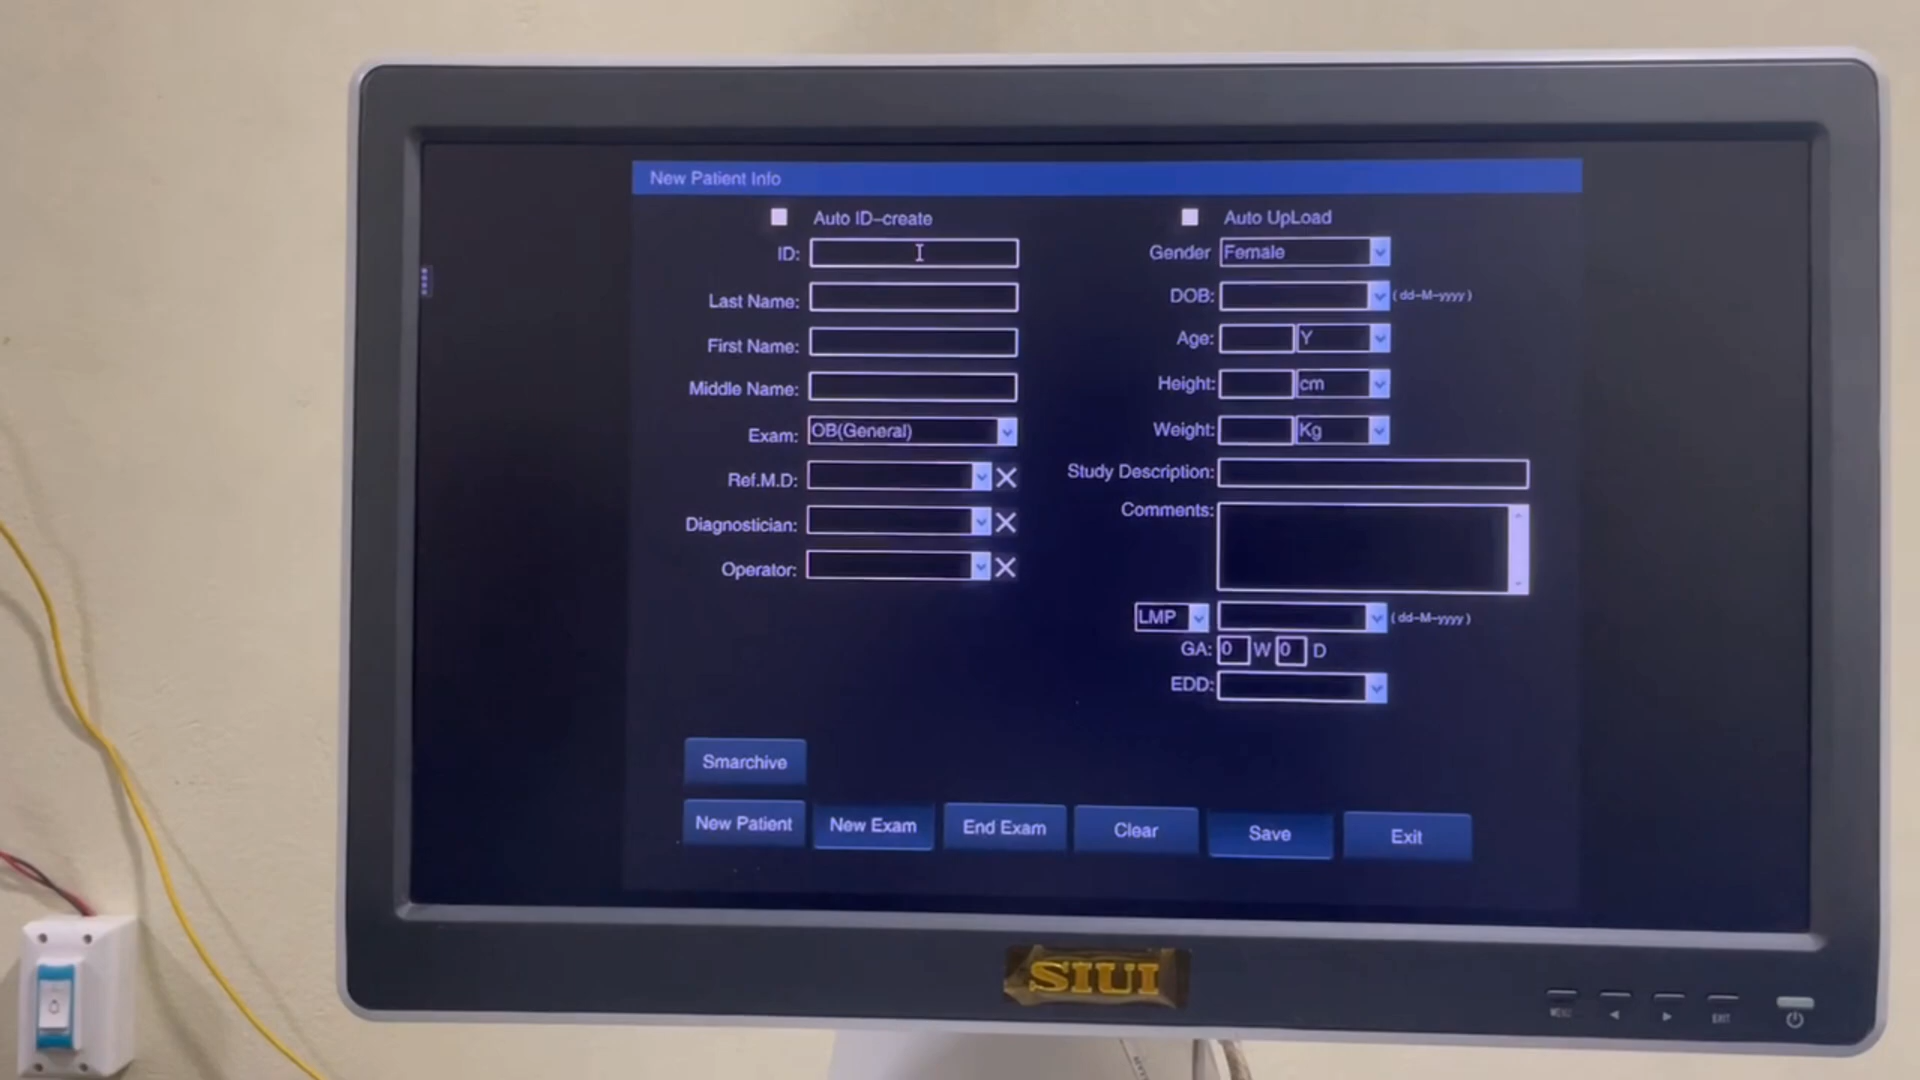 New Patient Info
Auto ID-create
ID:
Last Name:
First Name:
Middle Name:
Exam: OB(General)
Ref.M.D:
Diagnostician:
Operator:
Auto UpLoad
Gender Female
DOB: (dd-M-yyyy)
Age: Y
Height: cm
Weight: Kg
Study Description:
Comments:
LMP (dd-M-yyyy)
GA: 0 W 0 D
EDD:
Smarchive
New Patient New Exam End Exam Clear Save Exit
SIUI
MENU EXIT